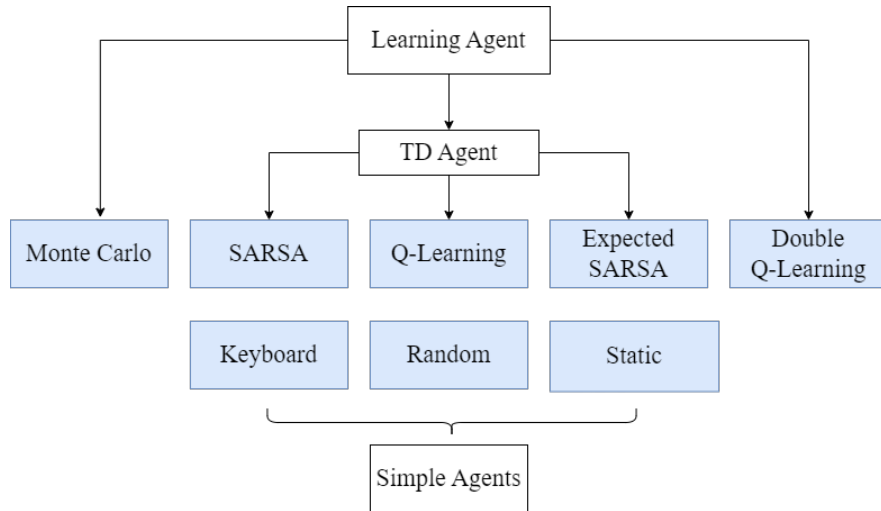 Learning Agent
TD Agent
Monte Carlo
SARSA
Q-Learning
Expected
SARSA
Double
Q-Learning
Keyboard
Random
Static
Simple Agents